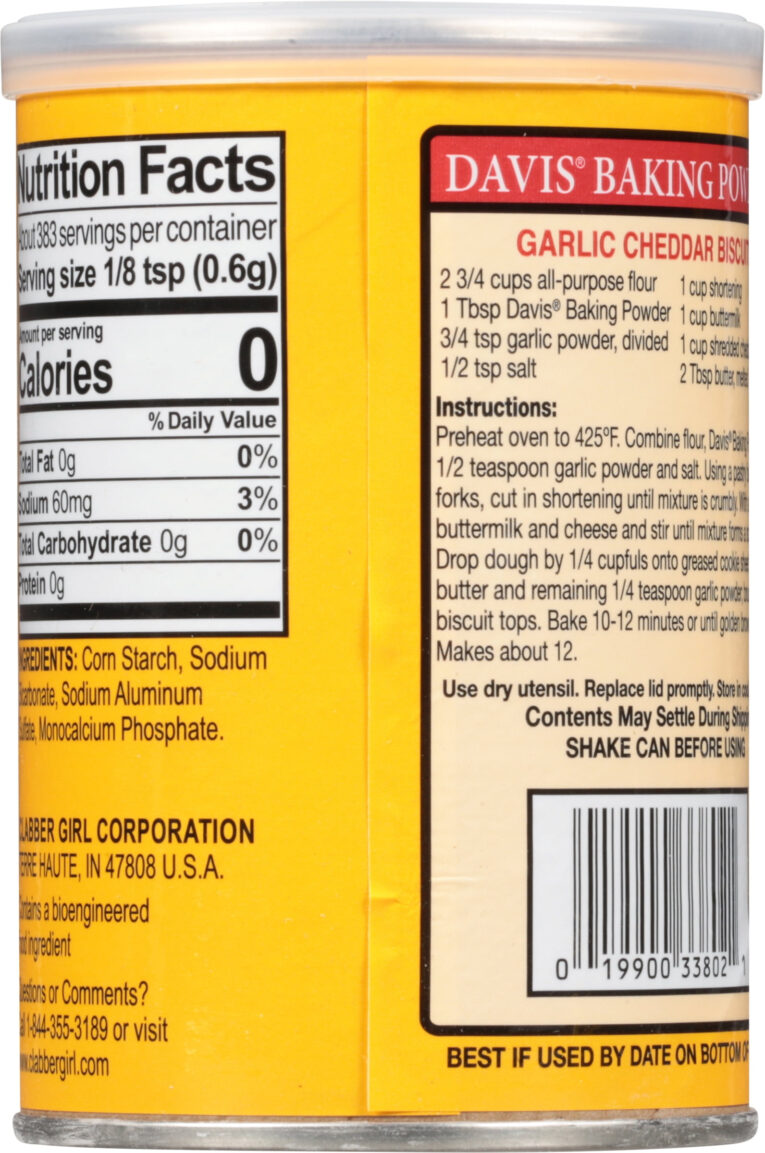 Nutrition Facts
About 383 servings per container
Serving size 1/8 tsp (0.6g)
Amount per serving
Calories 0
% Daily Value
Total Fat 0g 0%
Sodium 60mg 3%
Total Carbohydrate 0g 0%
Protein 0g
INGREDIENTS: Corn Starch, Sodium
Bicarbonate, Sodium Aluminum
Sulfate, Monocalcium Phosphate.
CLABBER GIRL CORPORATION
TERRE HAUTE, IN 47808 U.S.A.
Contains a bioengineered
food ingredient
Questions or Comments?
Call 1-844-355-3189 or visit
www.clabbergirl.com
DAVIS® BAKING POW
GARLIC CHEDDAR BISCUIT
2 3/4 cups all-purpose flour 1 cup shortening
1 Tbsp Davis® Baking Powder 1 cup buttermilk
3/4 tsp garlic powder, divided 1 cup shredded
1/2 tsp salt 2 Tbsp butter,
Instructions:
Preheat oven to 425°F. Combine flour, Davis® Baking
1/2 teaspoon garlic powder and salt. Using a
forks, cut in shortening until mixture is crumbly.
buttermilk and cheese and stir until mixture forms
Drop dough by 1/4 cupfuls onto greased cookie
butter and remaining 1/4 teaspoon garlic powder,
biscuit tops. Bake 10-12 minutes or until golden
Makes about 12.
Use dry utensil. Replace lid promptly. Store in
Contents May Settle During
SHAKE CAN BEFORE USING
0 19900 33802 1
BEST IF USED BY DATE ON BOTTOM